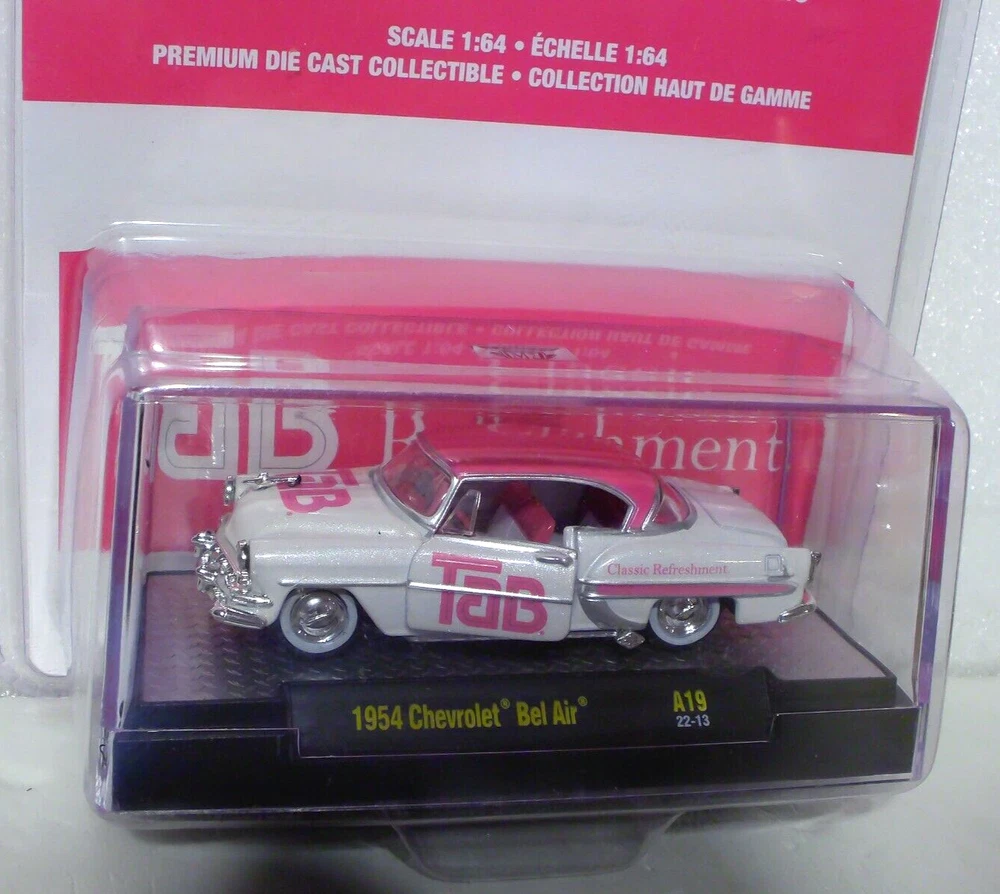 SCALE 1:64 • ÉCHELLE 1:64
PREMIUM DIE CAST COLLECTIBLE • COLLECTION HAUT DE GAMME
TaB
TaB
Classic Refreshment
1954 Chevrolet® Bel Air® A19
22-13